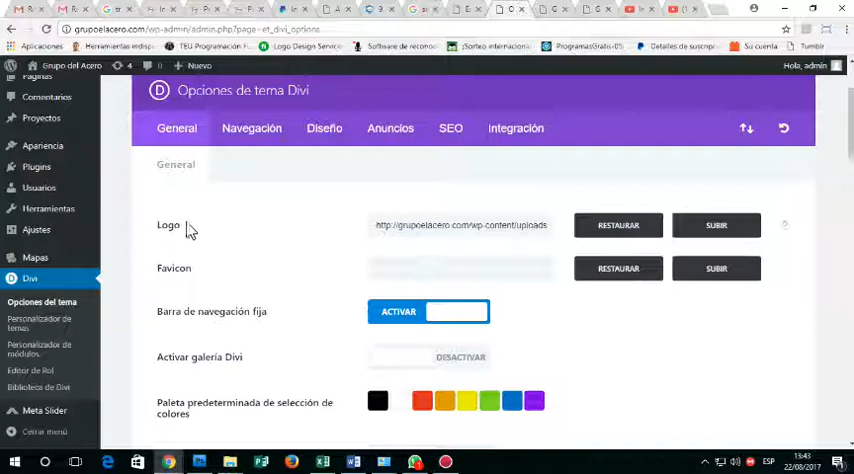 grupoelacero.com/wp-admin/admin.php?page=et_divi_options
Aplicaciones
Herramientas indisp
TEU Programación F
Logo Design Service
Software de reconoc
¡Sorteo internacion
ProgramasGratis-05
Detalles de suscripc
Su cuenta
Tumblr
Grupo del Acero
4
0
Nuevo
Hola, admin
Páginas
Comentarios
Proyectos
Apariencia
Plugins
Usuarios
Herramientas
Ajustes
Mapas
Divi
Opciones del tema
Personalizador de
temas.
Personalizador de
módulos.
Editor de Rol
Biblioteca de Divi
Meta Slider
Cerrar menú
D Opciones de tema Divi
General
Navegación
Diseño
Anuncios
SEO
Integración
General
Logo
http://grupoelacero.com/wp-content/uploads
RESTAURAR
SUBIR
Favicon
RESTAURAR
SUBIR
Barra de navegación fija
ACTIVAR
Activar galería Divi
DESACTIVAR
Paleta predeterminada de selección de
colores
ESP
13:43
22/08/2017